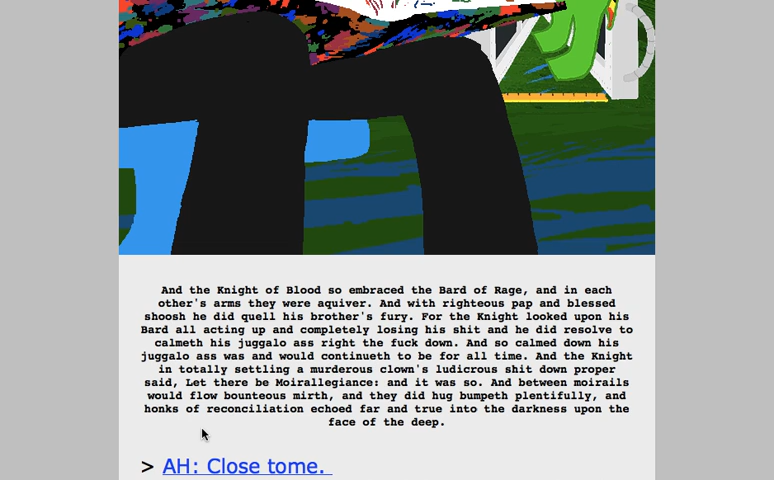 And the Knight of Blood so embraced the Bard of Rage, and in each
other's arms they were aquiver. And with righteous pap and blessed
shoosh he did quell his brother's fury. For the Knight looked upon his
Bard all acting up and completely losing his shit and he did resolve to
calmeth his juggalo ass right the fuck down. And so calmed down his
juggalo ass was and would continueth to be for all time. And the Knight
in totally settling a murderous clown's ludicrous shit down proper
said, Let there be Moirallegiance: and it was so. And between moirails
would flow bounteous mirth, and they did hug bumpeth plentifully, and
honks of reconciliation echoed far and true into the darkness upon the
face of the deep.
> AH: Close tome.